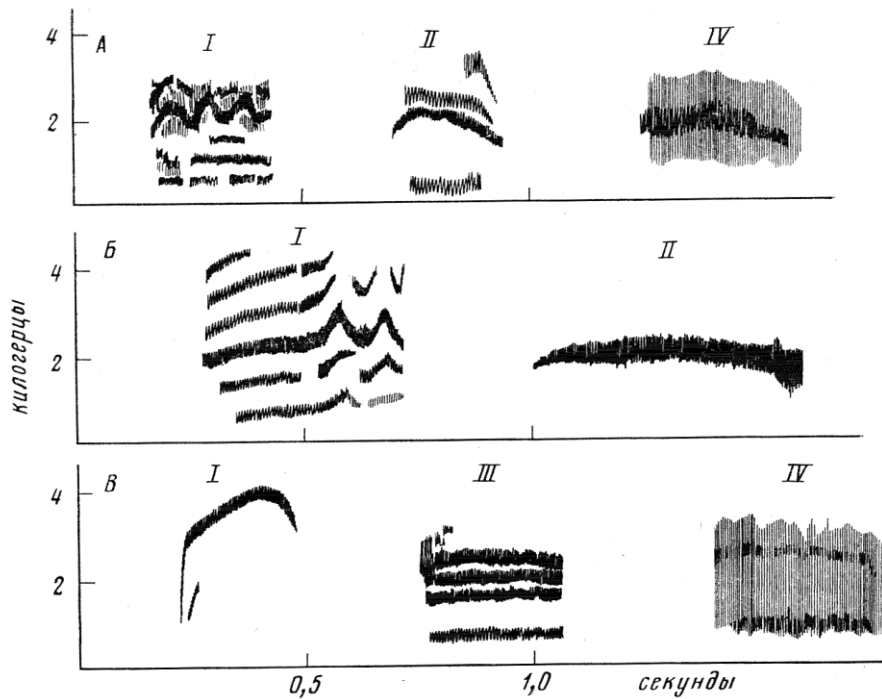 4 А I II IV
2
Б I II
4
2
килогерцы
В I III IV
4
2
0,5 1,0 секунды